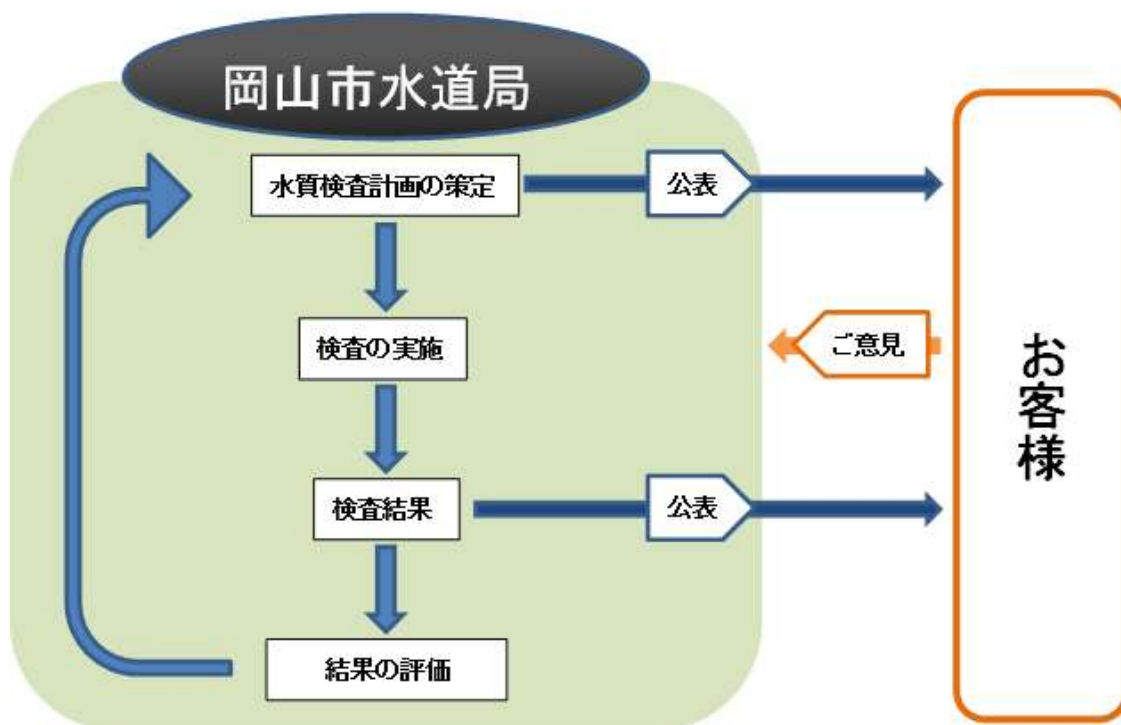 岡山市水道局
水質検査計画の策定
公表
検査の実施
ご意見
お客様
検査結果
公表
結果の評価